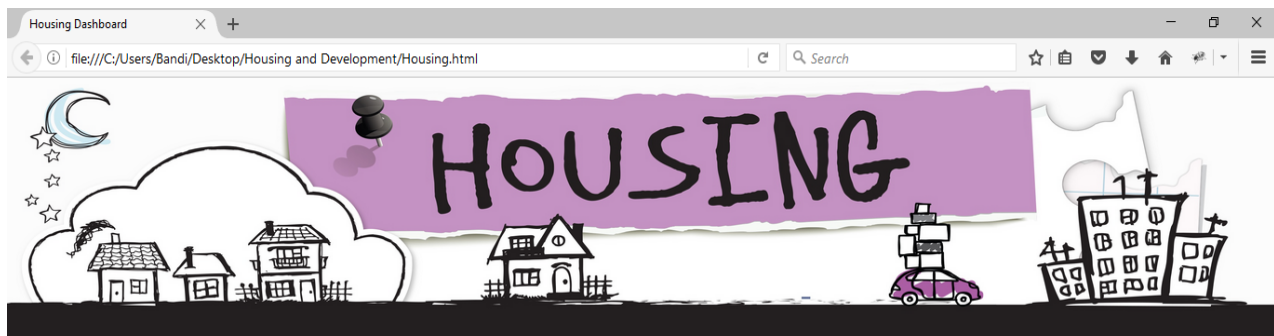 Housing Dashboard
file:///C:/Users/Bandi/Desktop/Housing and Development/Housing.html
Search
HOUSING